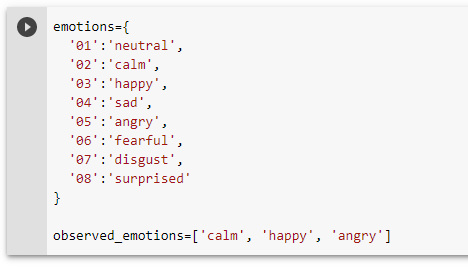 emotions={
  '01':'neutral',
  '02':'calm',
  '03':'happy',
  '04':'sad',
  '05':'angry',
  '06':'fearful',
  '07':'disgust',
  '08':'surprised'
}

observed_emotions=['calm', 'happy', 'angry']